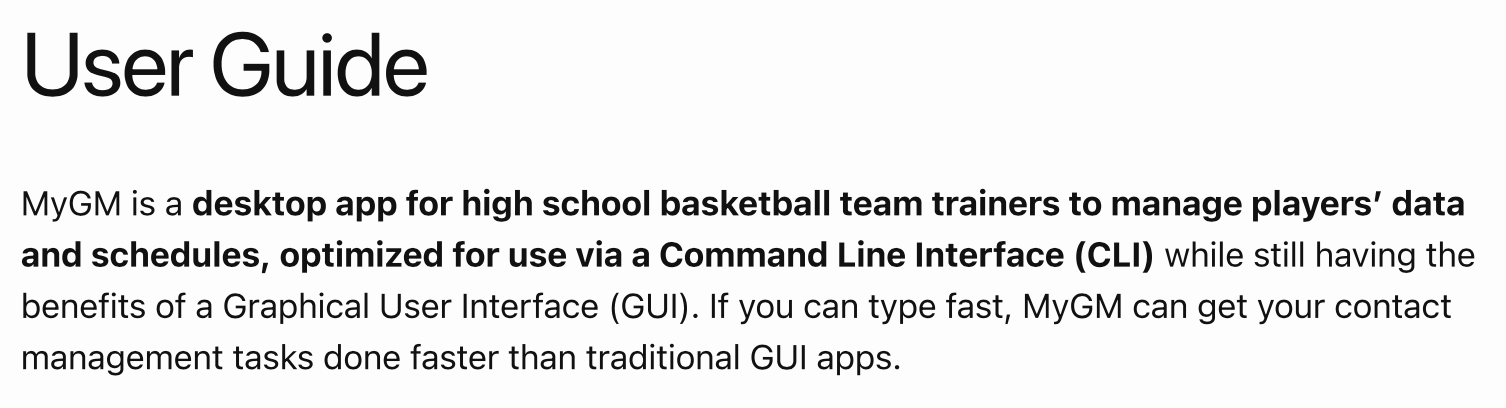 User Guide
MyGM is a desktop app for high school basketball team trainers to manage players’ data
and schedules, optimized for use via a Command Line Interface (CLI) while still having the
benefits of a Graphical User Interface (GUI). If you can type fast, MyGM can get your contact
management tasks done faster than traditional GUI apps.